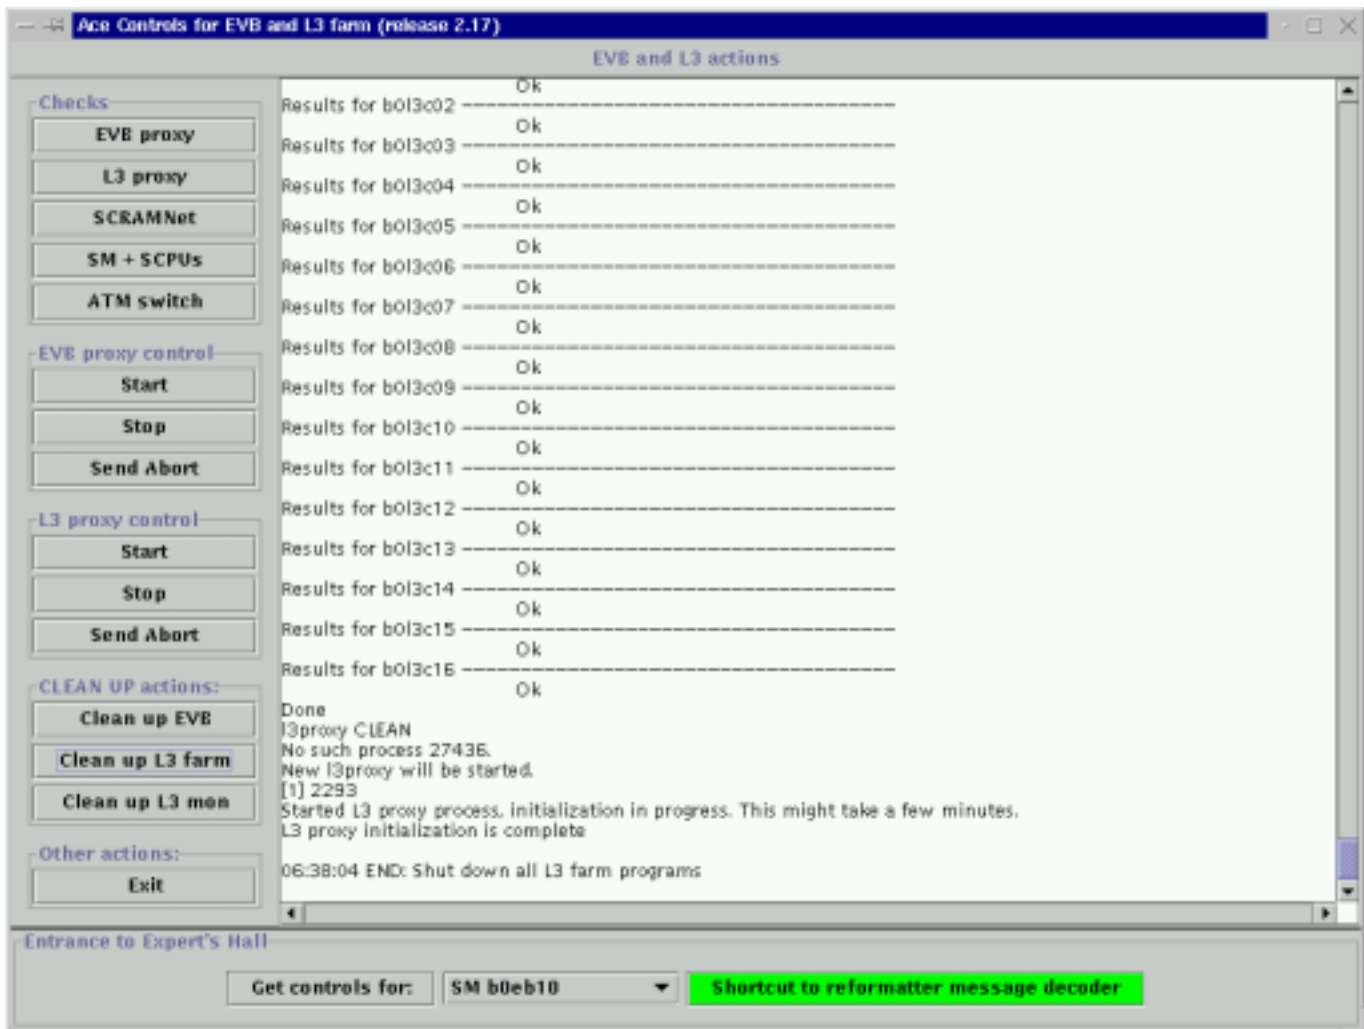 Ace Controls for EVB and L3 farm (release 2.17)
EVB and L3 actions
Checks
EVB proxy
L3 proxy
SCRAMNet
SM + SCPUs
ATM switch
EVB proxy control
Start
Stop
Send Abort
L3 proxy control
Start
Stop
Send Abort
CLEAN UP actions:
Clean up EVB
Clean up L3 farm
Clean up L3 mon
Other actions:
Exit
Ok
Results for b0l3c02 ------------------------------------
Ok
Results for b0l3c03 ------------------------------------
Ok
Results for b0l3c04 ------------------------------------
Ok
Results for b0l3c05 ------------------------------------
Ok
Results for b0l3c06 ------------------------------------
Ok
Results for b0l3c07 ------------------------------------
Ok
Results for b0l3c08 ------------------------------------
Ok
Results for b0l3c09 ------------------------------------
Ok
Results for b0l3c10 ------------------------------------
Ok
Results for b0l3c11 ------------------------------------
Ok
Results for b0l3c12 ------------------------------------
Ok
Results for b0l3c13 ------------------------------------
Ok
Results for b0l3c14 ------------------------------------
Ok
Results for b0l3c15 ------------------------------------
Ok
Results for b0l3c16 ------------------------------------
Ok
Done
l3proxy CLEAN
No such process 27436.
New l3proxy will be started.
[1] 2293
Started L3 proxy process, initialization in progress. This might take a few minutes.
L3 proxy initialization is complete
06:38:04 END: Shut down all L3 farm programs
Entrance to Expert's Hall
Get controls for:
SM b0eb10
Shortcut to reformatter message decoder